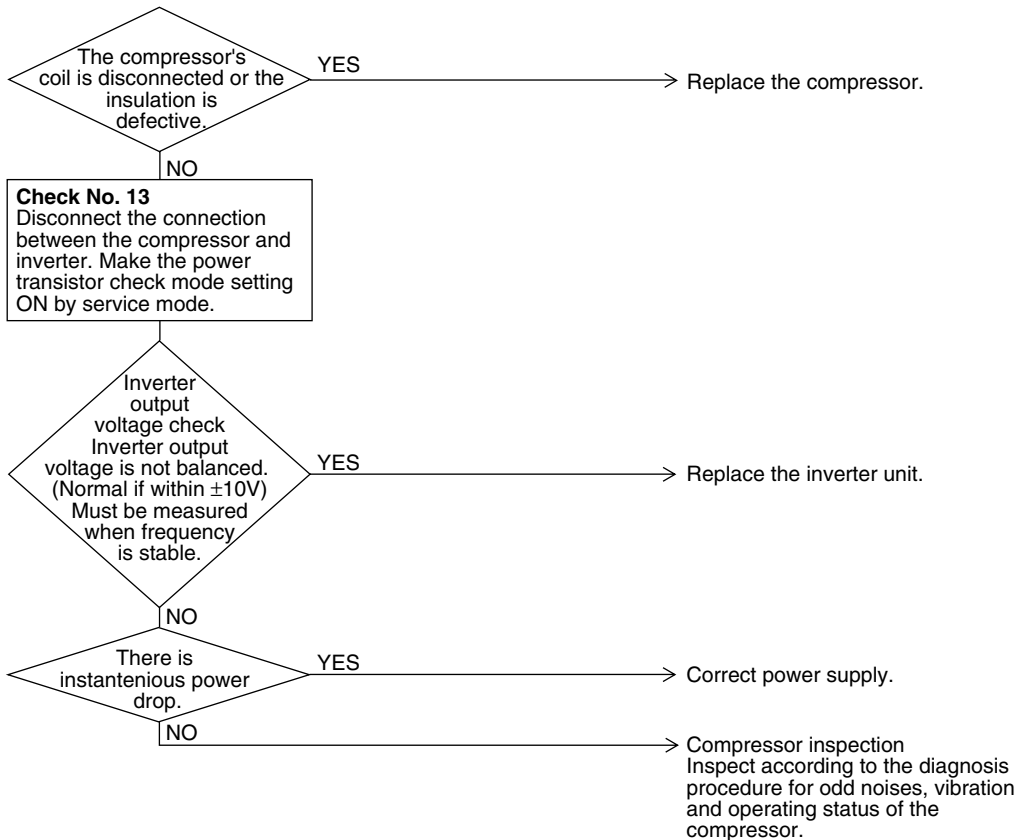 The compressor's
coil is disconnected or the
insulation is
defective.
YES
Replace the compressor.
NO
Check No. 13
Disconnect the connection
between the compressor and
inverter. Make the power
transistor check mode setting
ON by service mode.
Inverter
output
voltage check
Inverter output
voltage is not balanced.
(Normal if within ±10V)
Must be measured
when frequency
is stable.
YES
Replace the inverter unit.
NO
There is
instantenious power
drop.
YES
Correct power supply.
NO
Compressor inspection
Inspect according to the diagnosis
procedure for odd noises, vibration
and operating status of the
compressor.